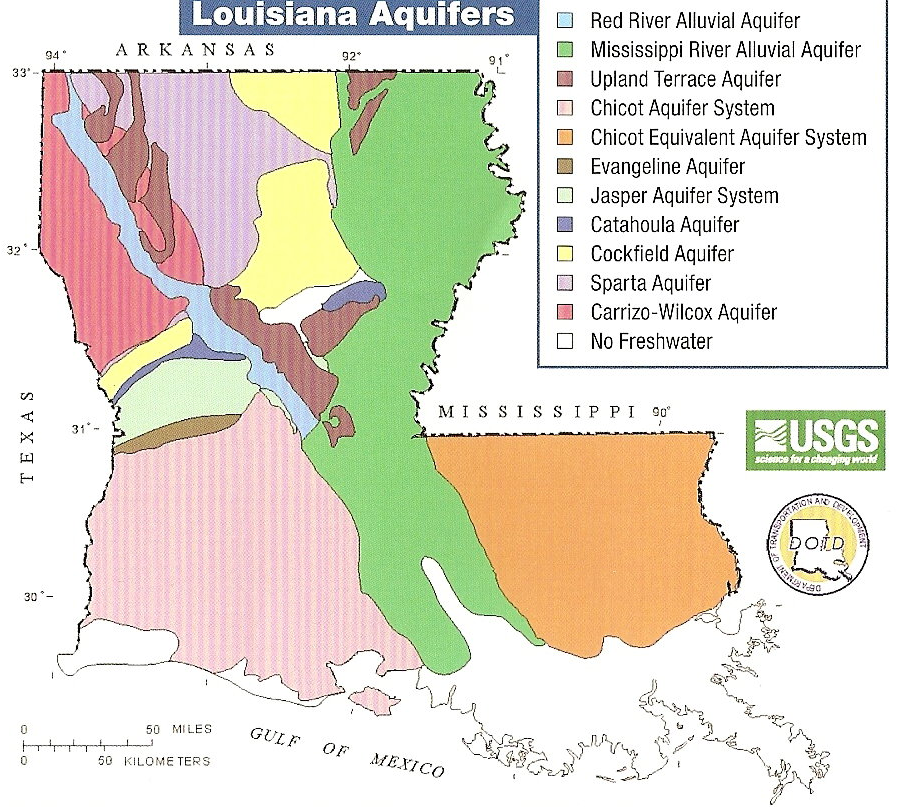 Louisiana Aquifers
Red River Alluvial Aquifer
Mississippi River Alluvial Aquifer
Upland Terrace Aquifer
Chicot Aquifer System
Chicot Equivalent Aquifer System
Evangeline Aquifer
Jasper Aquifer System
Catahoula Aquifer
Cockfield Aquifer
Sparta Aquifer
Carrizo-Wilcox Aquifer
No Freshwater
ARKANSAS
94°
92°
91°
33°
32°
31°
30°
TEXAS
MISSISSIPPI
90°
USGS
science for a changing world
DEPARTMENT OF TRANSPORTATION AND DEVELOPMENT
DOTD
0 50 MILES
0 50 KILOMETERS
GULF OF MEXICO